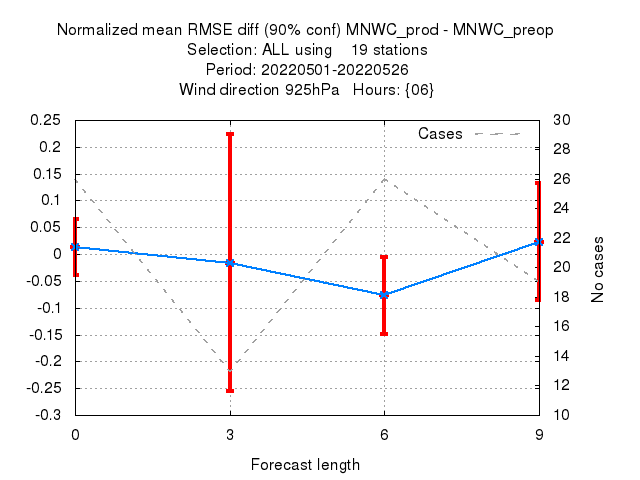 Normalized mean RMSE diff (90% conf) MNWC_prod - MNWC_preop
Selection: ALL using    19 stations
Period: 20220501-20220526
Wind direction 925hPa   Hours: {06}
Cases
0.25
0.2
0.15
0.1
0.05
0
-0.05
-0.1
-0.15
-0.2
-0.25
-0.3
30
28
26
24
22
20
18
16
14
12
10
No cases
0 3 6 9
Forecast length